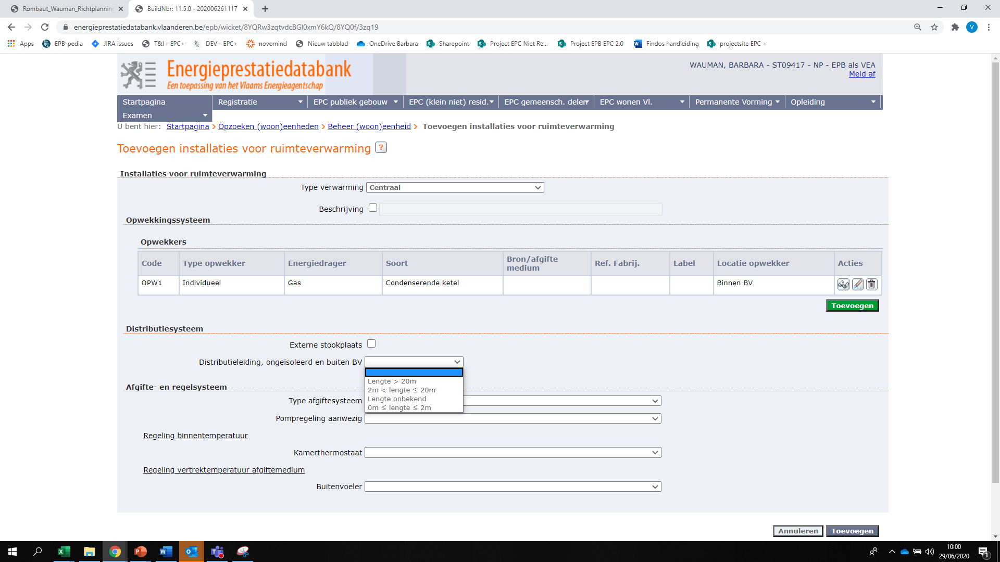 Rombaut_Wauman_Richtplanning
BuildNbr: 11.5.0 - 202006261117
energieprestatiedatabank.vlaanderen.be/epb/wicket/8YQRw3zqtvdcBGl0xmY6kQ/8YQ0f/3zq19
V
Apps EPB-pedia JIRA issues T&I - EPC+ DEV - EPC+ novomind Nieuw tabblad OneDrive Barbara Sharepoint Project EPC Niet Re... Project EPB EPC 2.0 Findos handleiding projectsite EPC +
Energieprestatiedatabank
Een toepassing van het Vlaams Energieagentschap
WAUMAN, BARBARA - ST09417 - NP - EPB als VEA
Meld af
Startpagina Registratie EPC publiek gebouw EPC (klein niet) resid. EPC gemeensch. delen EPC wonen Vl. Permanente Vorming Opleiding
Examen
U bent hier: Startpagina > Opzoeken (woon)eenheden > Beheer (woon)eenheid > Toevoegen installaties voor ruimteverwarming
Toevoegen installaties voor ruimteverwarming ?
Installaties voor ruimteverwarming
Type verwarming Centraal
Beschrijving
Opwekkingssysteem
Opwekkers
Code Type opwekker Energiedrager Soort Bron/afgifte medium Ref. Fabrij. Label Locatie opwekker Acties
OPW1 Individueel Gas Condenserende ketel Binnen BV
Toevoegen
Distributiesysteem
Externe stookplaats
Distributieleiding, ongeïsoleerd en buiten BV
Lengte > 20m
2m < lengte ≤ 20m
Lengte onbekend
0m ≤ lengte ≤ 2m
Afgifte- en regelsysteem
Type afgiftesysteem
Pompregeling aanwezig
Regeling binnentemperatuur
Kamerthermostaat
Regeling vertrektemperatuur afgiftemedium
Buitenvoeler
Annuleren Toevoegen
10:00
29/06/2020
1